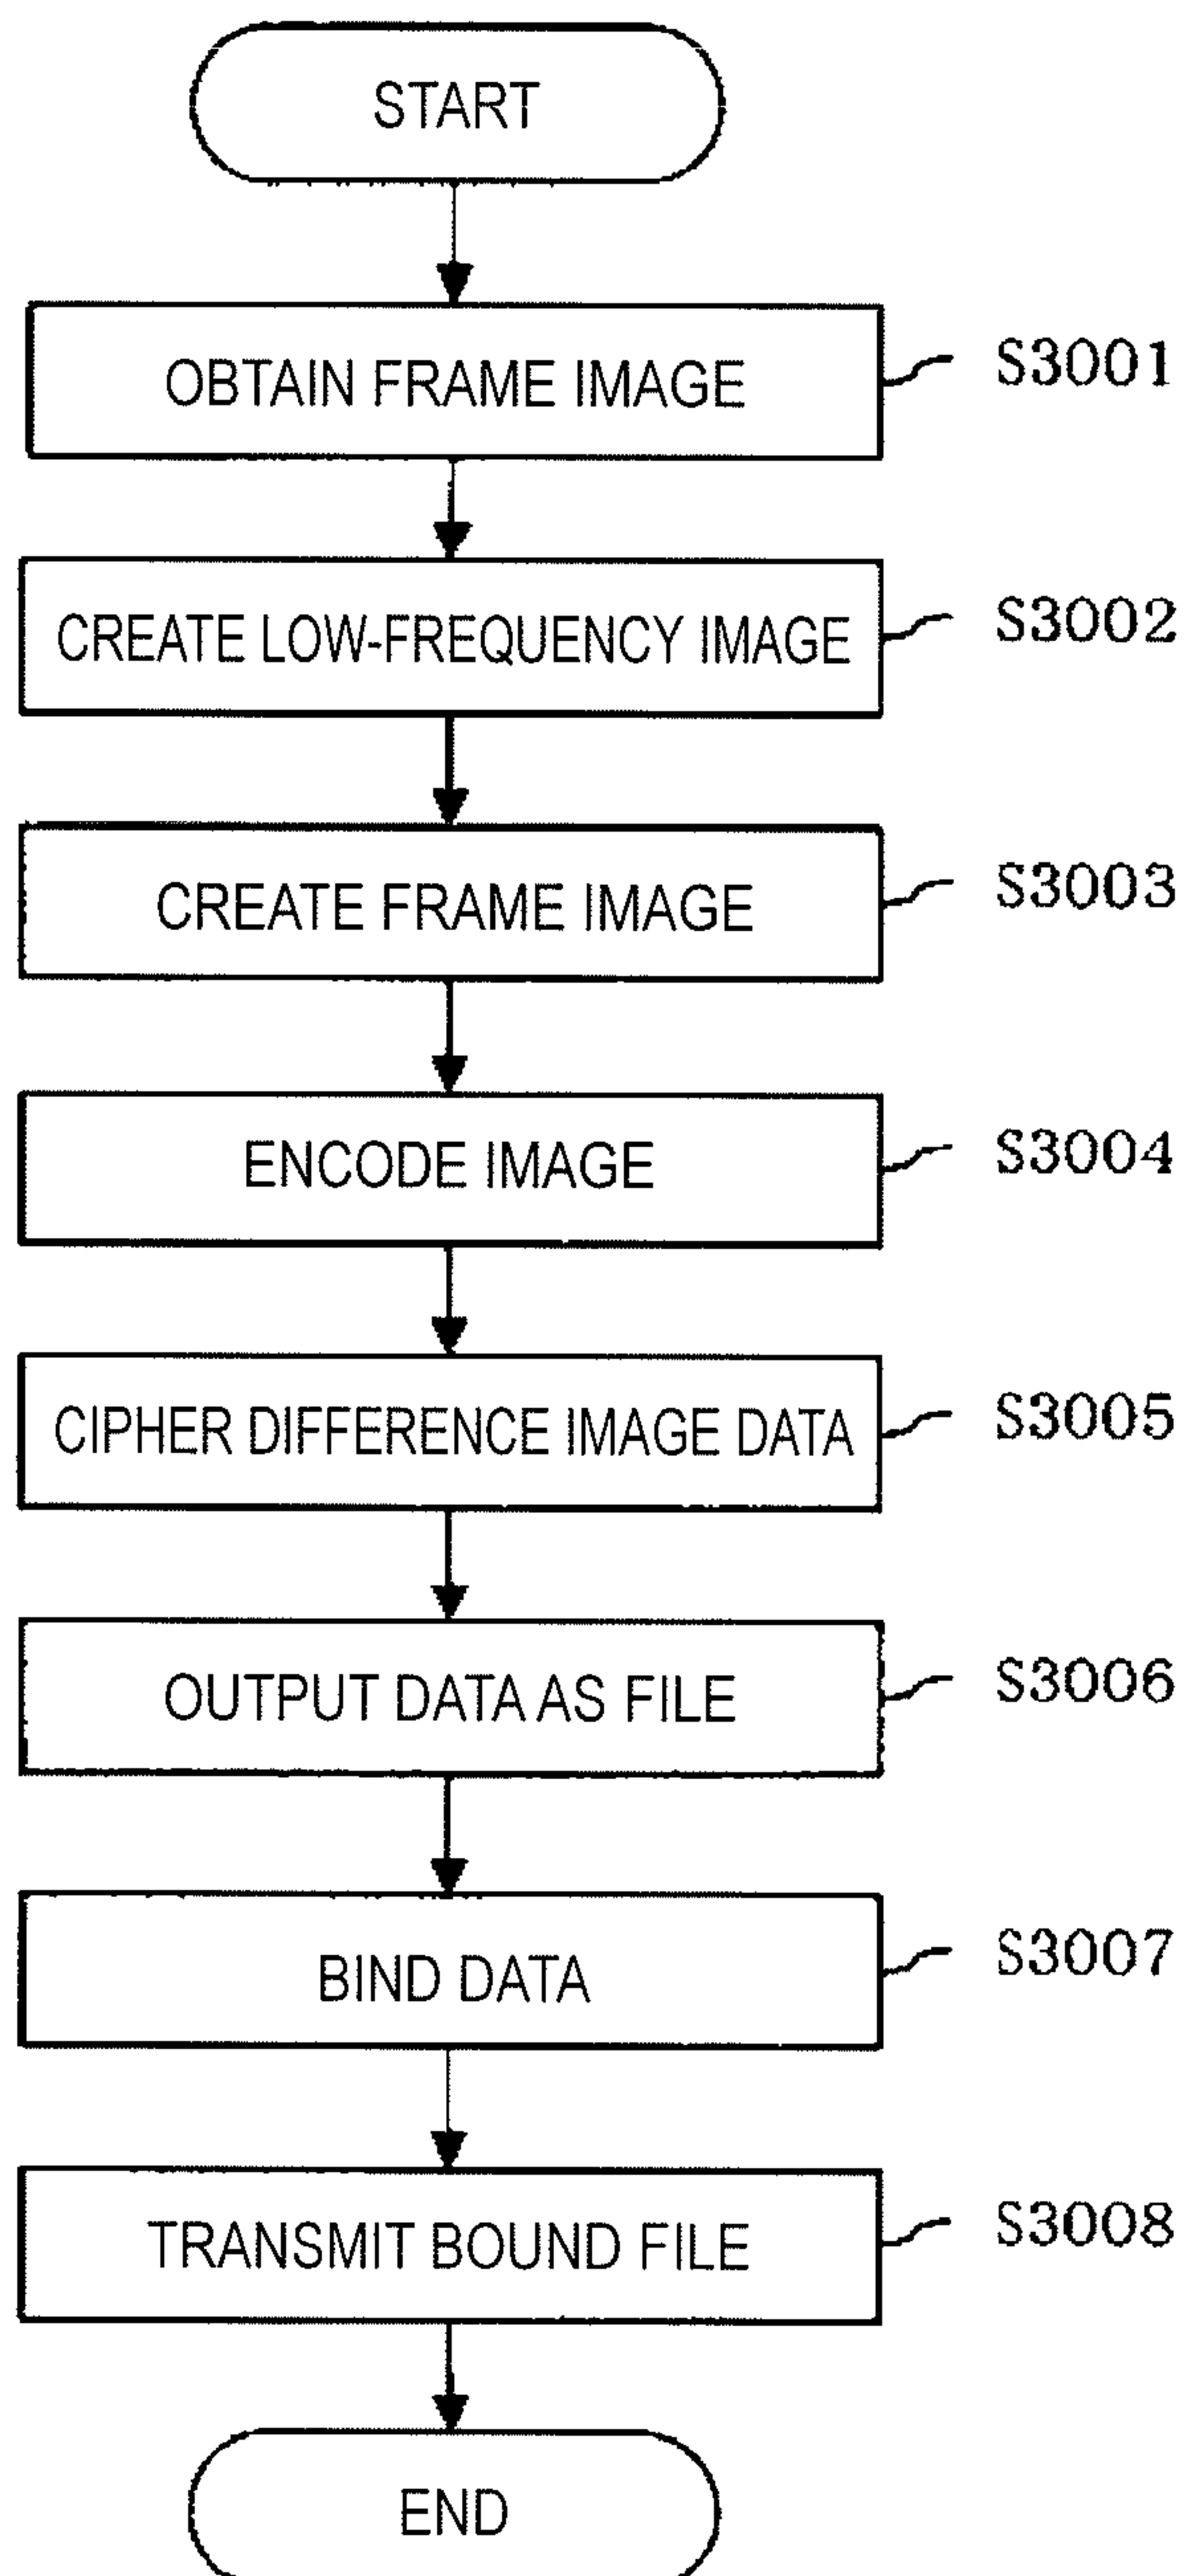 START
OBTAIN FRAME IMAGE S3001
CREATE LOW-FREQUENCY IMAGE S3002
CREATE FRAME IMAGE S3003
ENCODE IMAGE S3004
CIPHER DIFFERENCE IMAGE DATA S3005
OUTPUT DATA AS FILE S3006
BIND DATA S3007
TRANSMIT BOUND FILE S3008
END